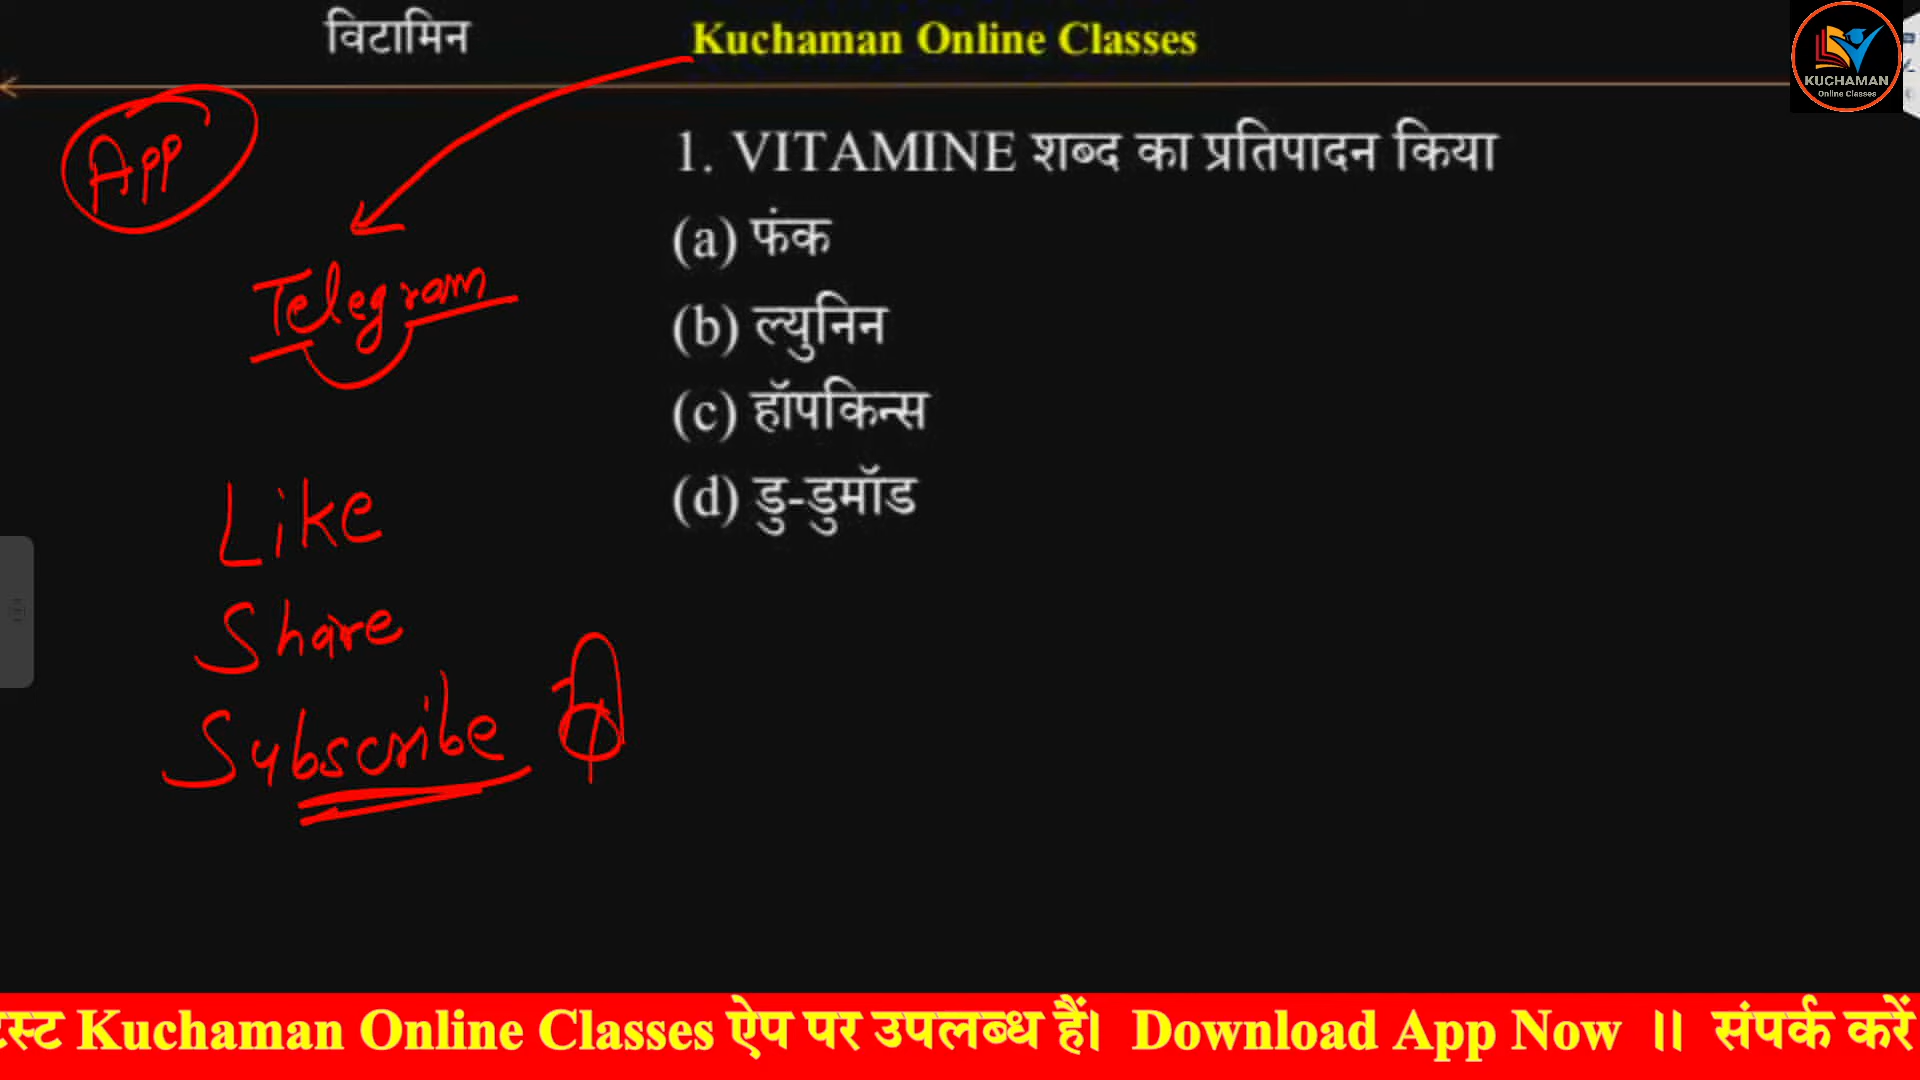 विटामिन
Kuchaman Online Classes
KUCHAMAN
Online Classes
App
Telegram
1. VITAMINE शब्द का प्रतिपादन किया
(a) फंक
(b) ल्युनिन
(c) हॉपकिन्स
(d) डु-डुमॉड
Like
Share
Subscribe
टेस्ट Kuchaman Online Classes ऐप पर उपलब्ध हैं। Download App Now ।। संपर्क करें